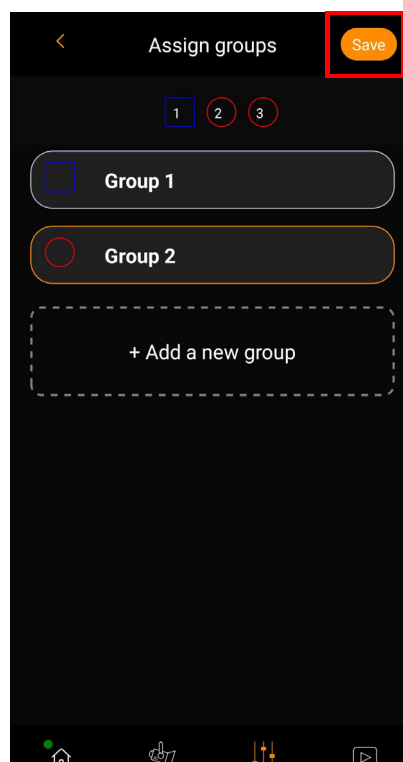 Assign groups
Save
1 2 3
Group 1
Group 2
+ Add a new group